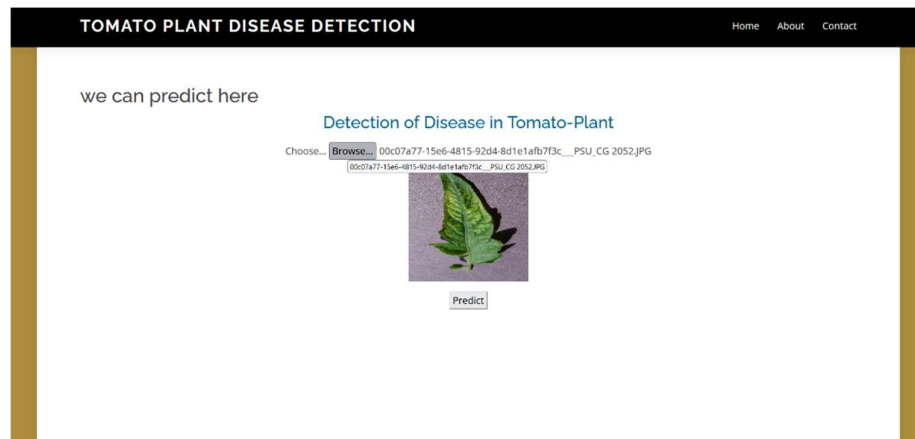 TOMATO PLANT DISEASE DETECTION Home About Contact
we can predict here
Detection of Disease in Tomato-Plant
Choose... Browse... 00c07a77-15e6-4815-92d4-8d1e1afb7f3c___PSU_CG 2052.JPG
00c07a77-15e6-4815-92d4-8d1e1afb7f3c___PSU_CG 2052.JPG
Predict